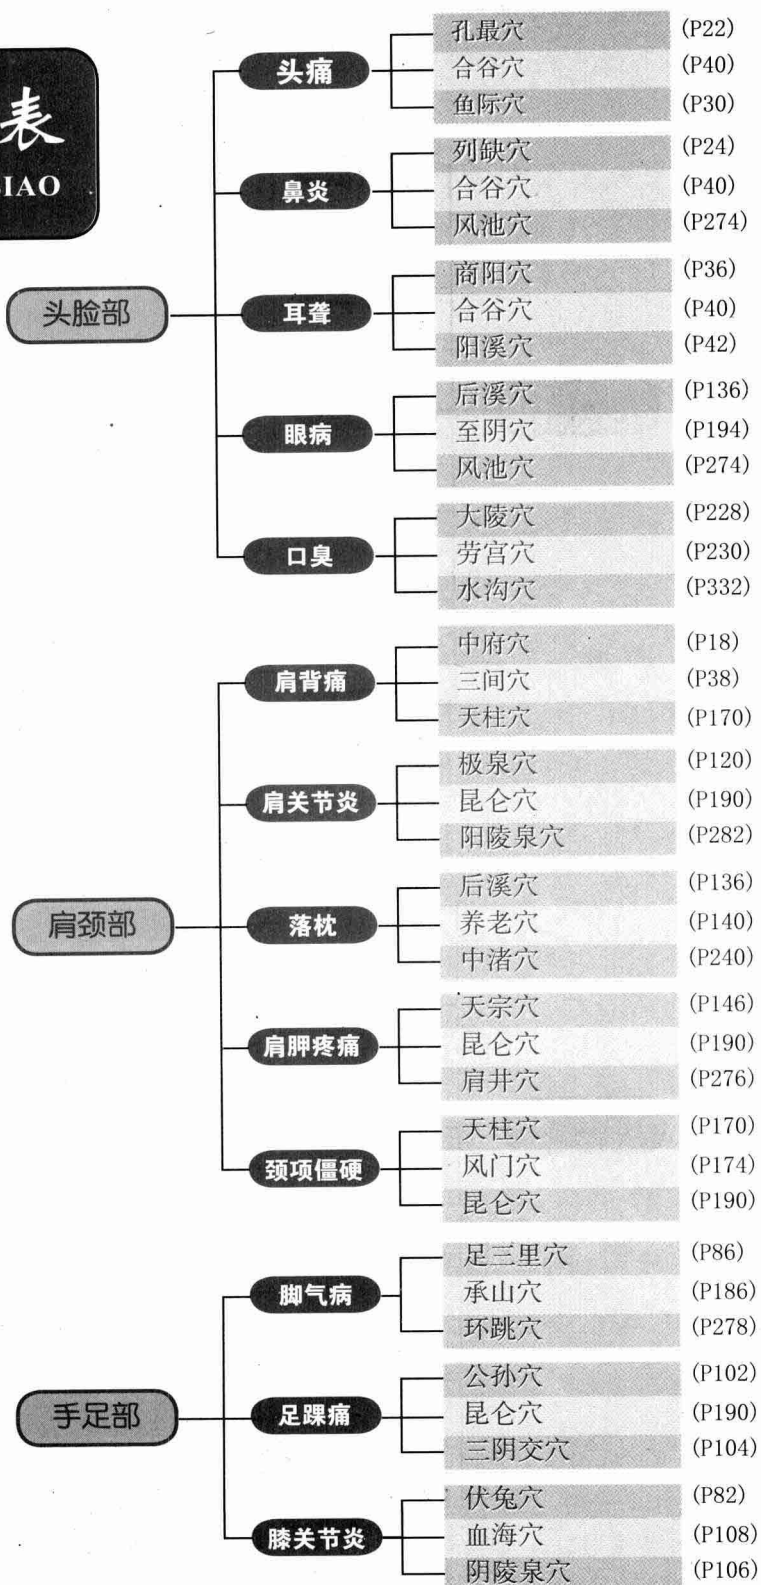 表
IAO
头脸部
头痛
孔最穴 (P22)
合谷穴 (P40)
鱼际穴 (P30)
鼻炎
列缺穴 (P24)
合谷穴 (P40)
风池穴 (P274)
耳聋
商阳穴 (P36)
合谷穴 (P40)
阳溪穴 (P42)
眼病
后溪穴 (P136)
至阴穴 (P194)
风池穴 (P274)
口臭
大陵穴 (P228)
劳宫穴 (P230)
水沟穴 (P332)
肩颈部
肩背痛
中府穴 (P18)
三间穴 (P38)
天柱穴 (P170)
肩关节炎
极泉穴 (P120)
昆仑穴 (P190)
阳陵泉穴 (P282)
落枕
后溪穴 (P136)
养老穴 (P140)
中渚穴 (P240)
肩胛疼痛
天宗穴 (P146)
昆仑穴 (P190)
肩井穴 (P276)
颈项僵硬
天柱穴 (P170)
风门穴 (P174)
昆仑穴 (P190)
手足部
脚气病
足三里穴 (P86)
承山穴 (P186)
环跳穴 (P278)
足踝痛
公孙穴 (P102)
昆仑穴 (P190)
三阴交穴 (P104)
膝关节炎
伏兔穴 (P82)
血海穴 (P108)
阴陵泉穴 (P106)